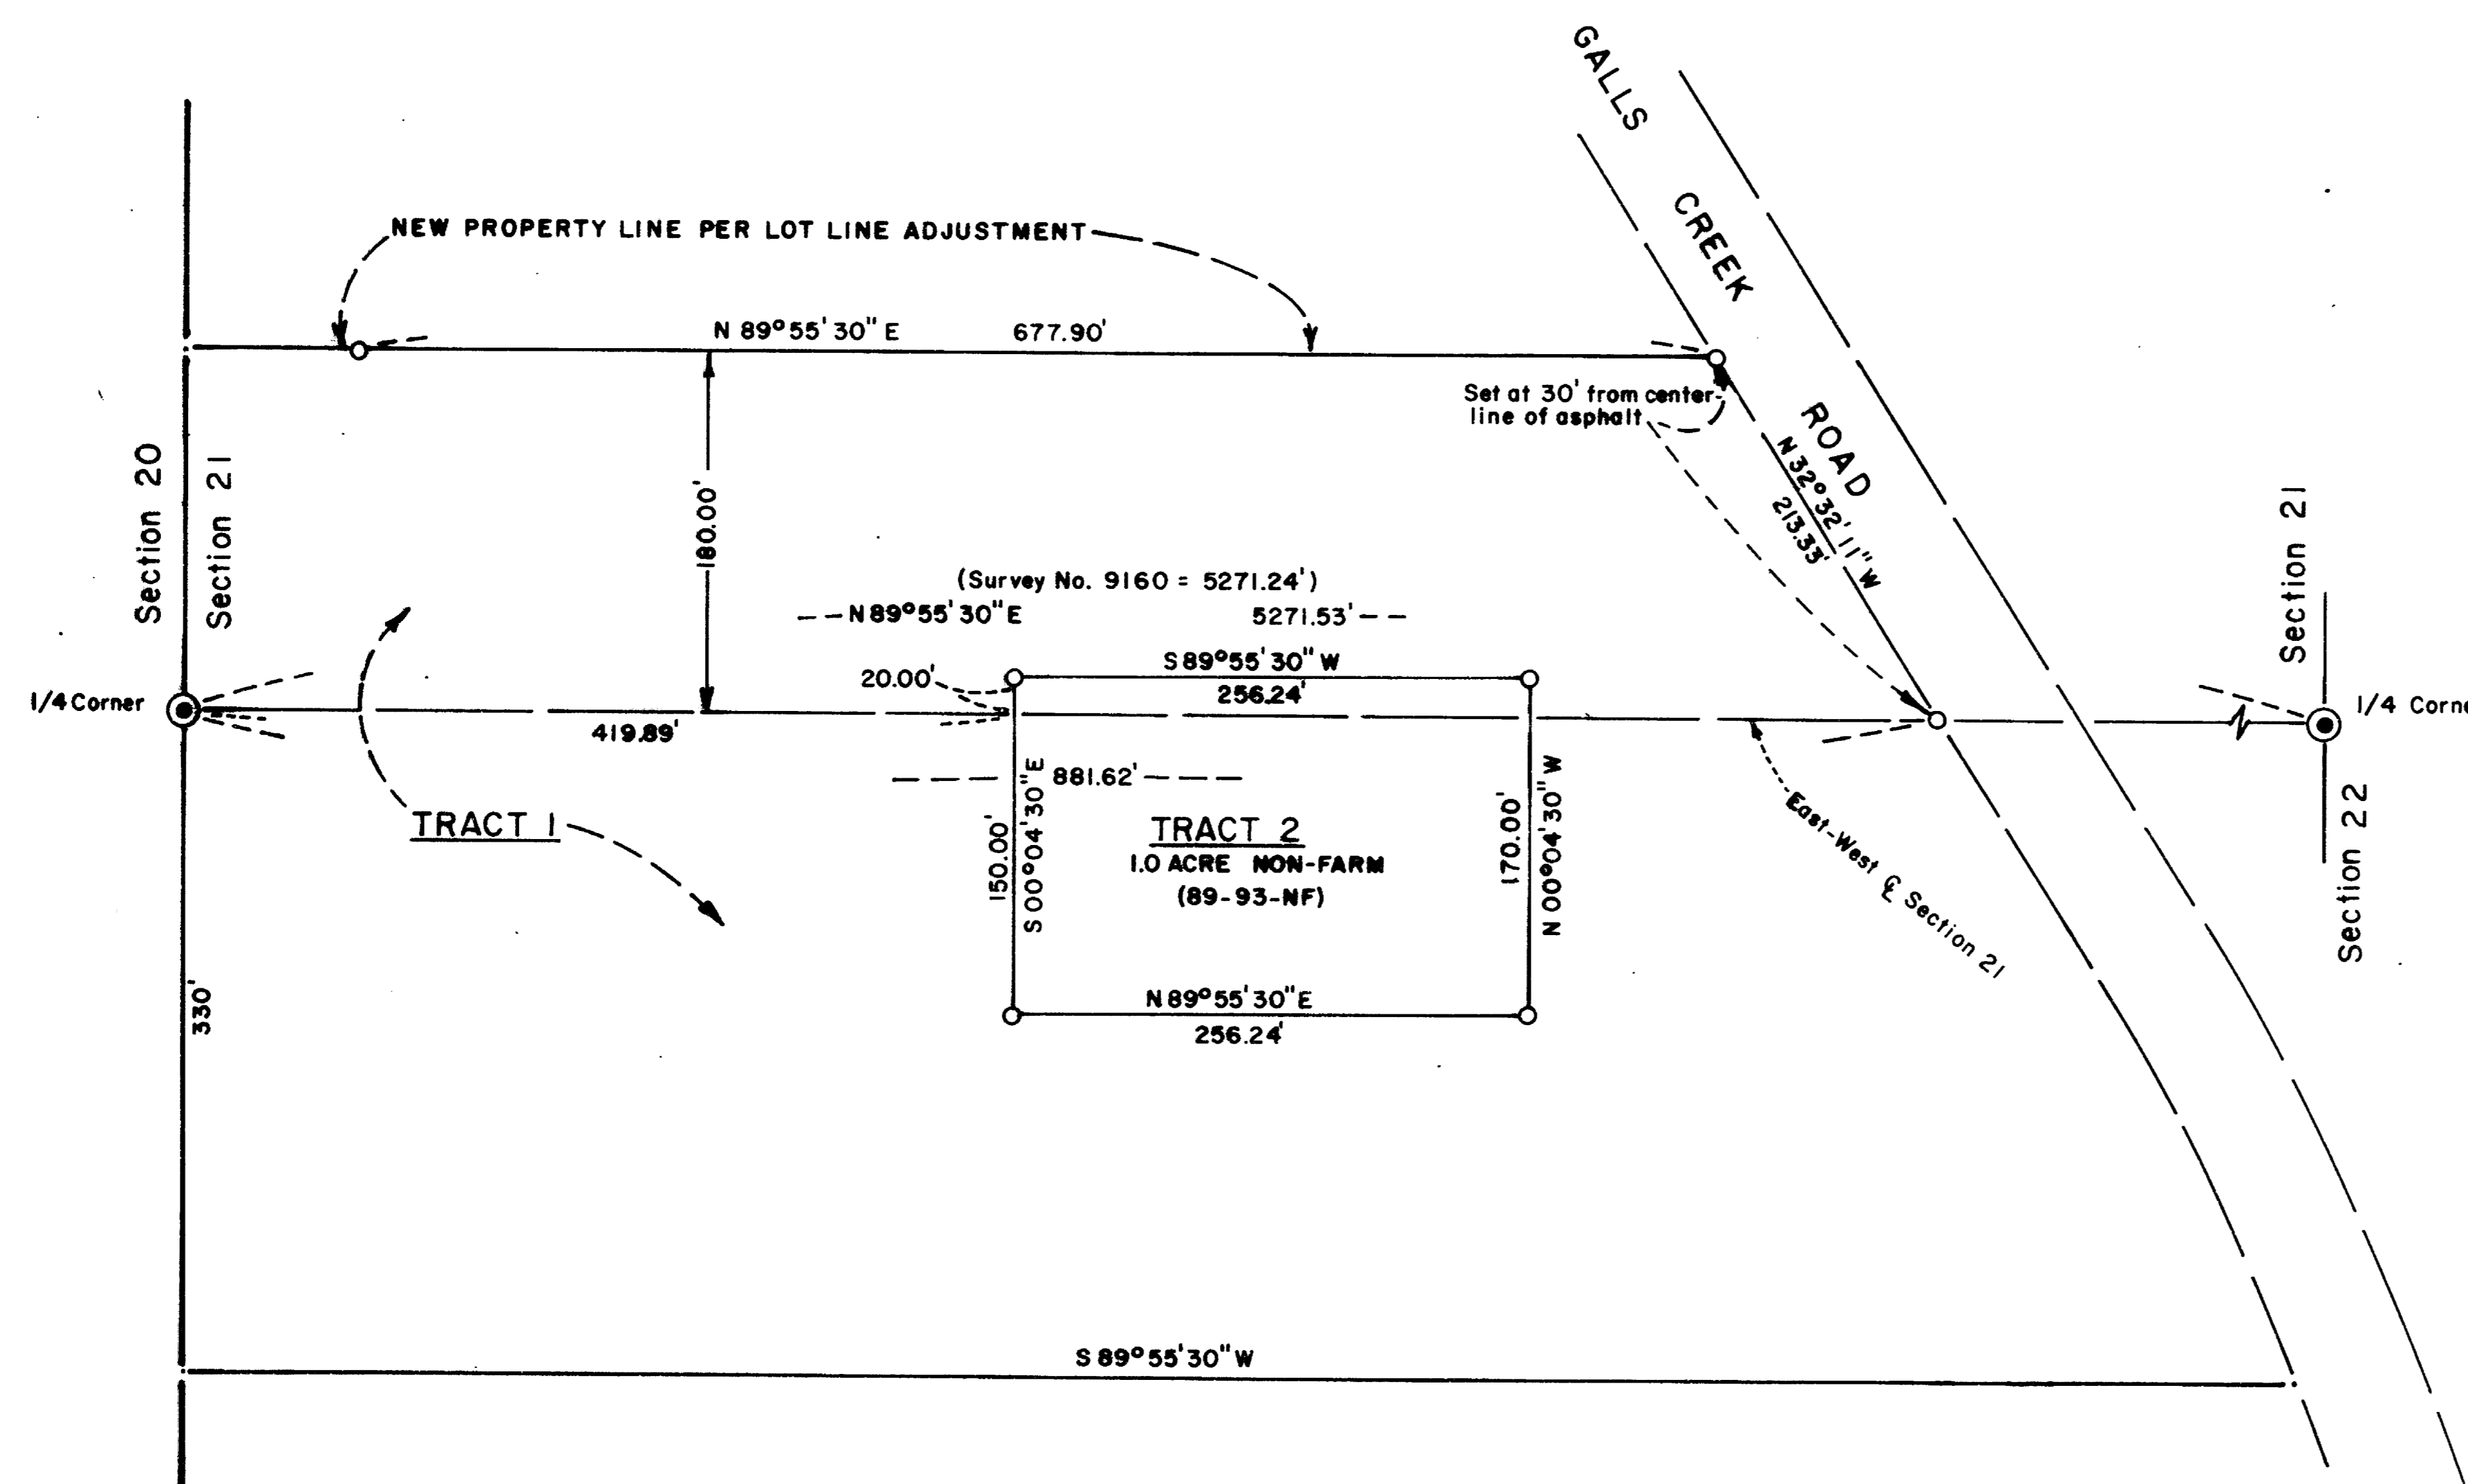 GALLS
CREEK
ROAD
NEW PROPERTY LINE PER LOT LINE ADJUSTMENT
N 89°55'30" E 677.90'
Set at 30' from center-
line of asphalt
N 32°32'11" W
213.33'
Section 20
Section 21
180.00'
(Survey No. 9160 = 5271.24')
N 89°55'30" E 5271.53'
Section 21
S 89°55'30" W
20.00'
256.24'
1/4 Corner
1/4 Corne
419.89'
881.62'
150.00'
S 00°04'30" E
170.00'
N 00°04'30" W
TRACT 1
TRACT 2
1.0 ACRE NON-FARM
(89-93-NF)
East-West ℄ Section 21
Section 22
330'
N 89°55'30" E
256.24'
S 89°55'30" W